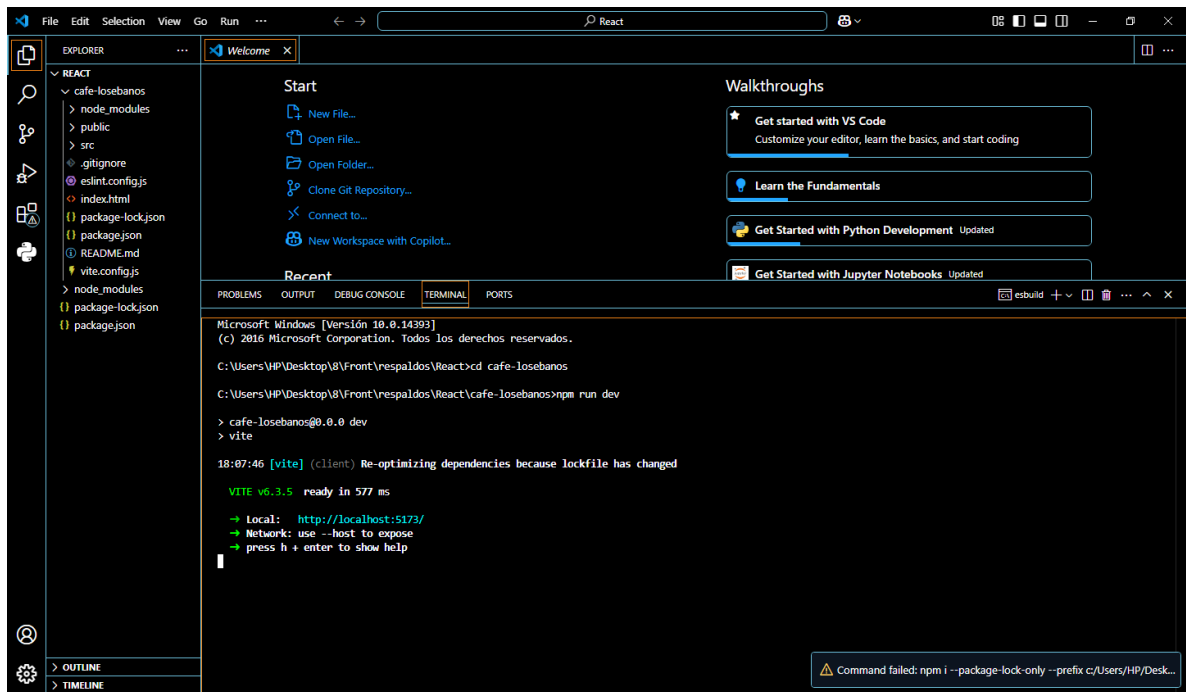 File Edit Selection View Go Run ···
React
EXPLORER ···
REACT
cafe-losebanos
node_modules
public
src
.gitignore
eslint.config.js
index.html
{} package-lock.json
{} package.json
README.md
vite.config.js
node_modules
{} package-lock.json
{} package.json
OUTLINE
TIMELINE
Welcome
Start
New File...
Open File...
Open Folder...
Clone Git Repository...
Connect to...
New Workspace with Copilot...
Recent
Walkthroughs
Get started with VS Code
Customize your editor, learn the basics, and start coding
Learn the Fundamentals
Get Started with Python Development Updated
Get Started with Jupyter Notebooks Updated
PROBLEMS OUTPUT DEBUG CONSOLE TERMINAL PORTS
esbuild
Microsoft Windows [Versión 10.0.14393]
(c) 2016 Microsoft Corporation. Todos los derechos reservados.
C:\Users\HP\Desktop\8\Front\respaldos\React>cd cafe-losebanos
C:\Users\HP\Desktop\8\Front\respaldos\React\cafe-losebanos>npm run dev
> cafe-losebanos@0.0.0 dev
> vite
18:07:46 [vite] (client) Re-optimizing dependencies because lockfile has changed
VITE v6.3.5 ready in 577 ms
➜ Local: http://localhost:5173/
➜ Network: use --host to expose
➜ press h + enter to show help
Command failed: npm i --package-lock-only --prefix c:/Users/HP/Desk...